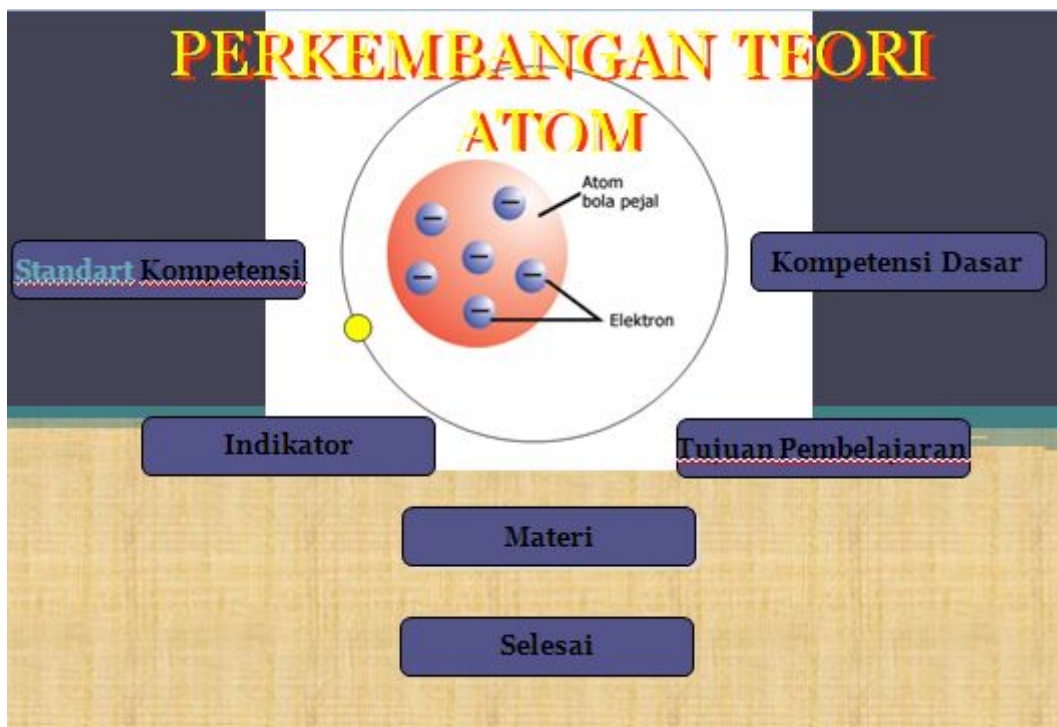 PERKEMBANGAN TEORI
ATOM
Atom
bola pejal
Standart Kompetensi
Kompetensi Dasar
Elektron
Indikator
Tujuan Pembelajaran
Materi
Selesai